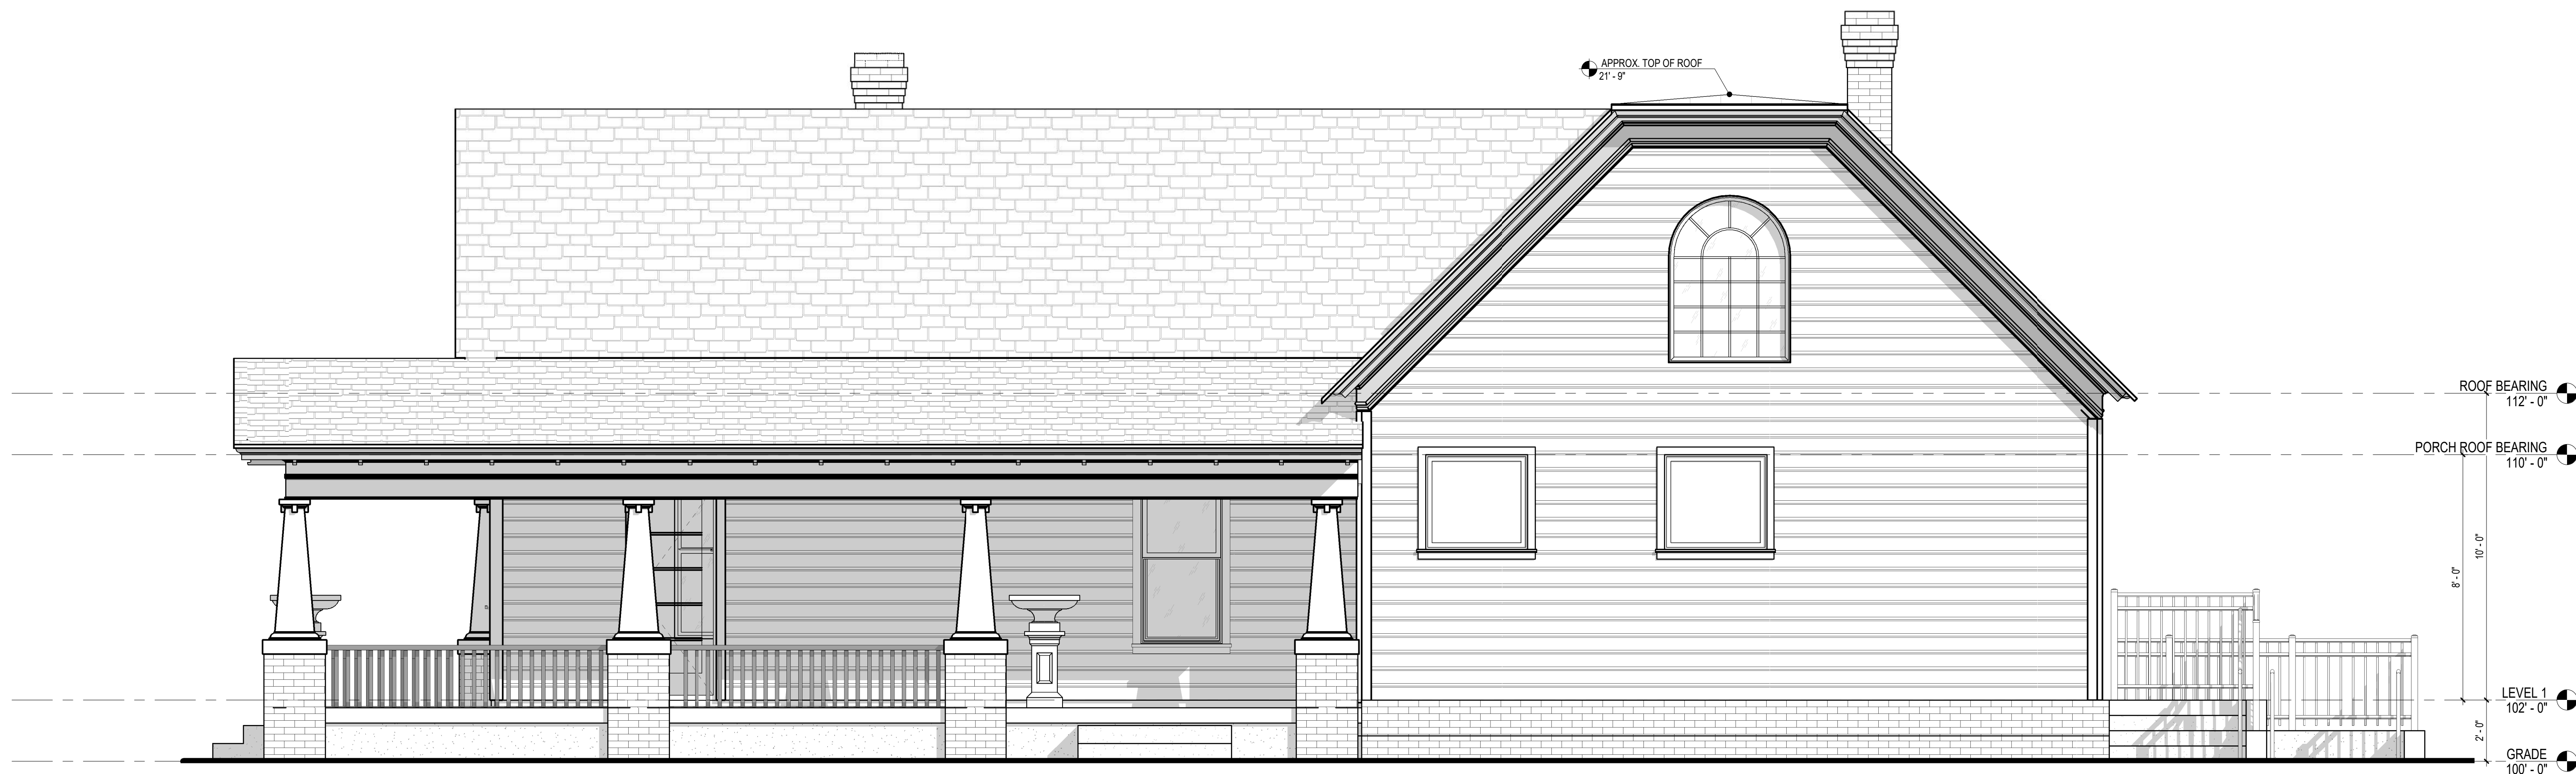 APPROX. TOP OF ROOF
21' - 9"
ROOF BEARING
112' - 0"
PORCH ROOF BEARING
110' - 0"
10' - 0"
8' - 0"
LEVEL 1
102' - 0"
2' - 0"
GRADE
100' - 0"